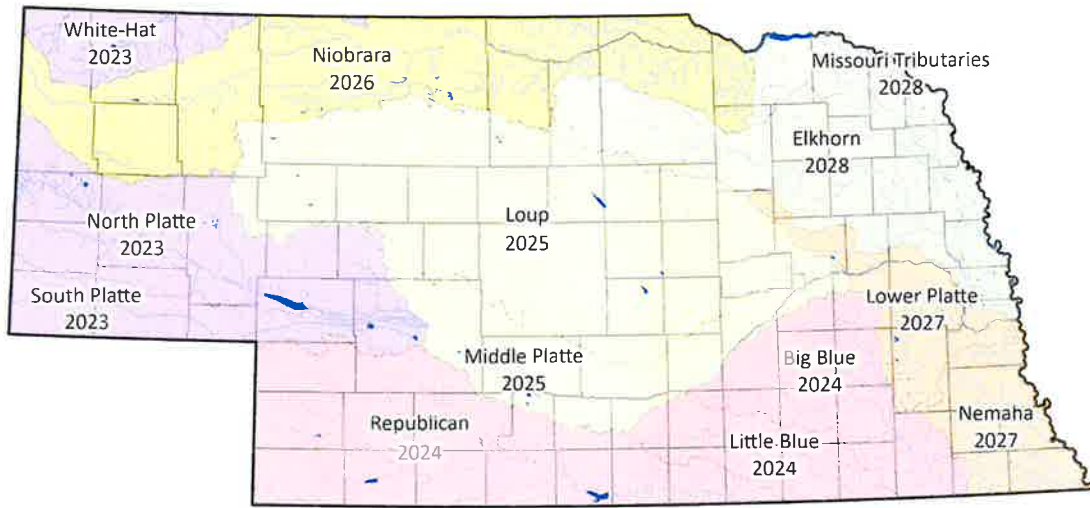 White-Hat
2023
Niobrara
2026
Missouri Tributaries
2028
Elkhorn
2028
North Platte
2023
Loup
2025
South Platte
2023
Lower Platte
2027
Middle Platte
2025
Big Blue
2024
Republican
2024
Little Blue
2024
Nemaha
2027